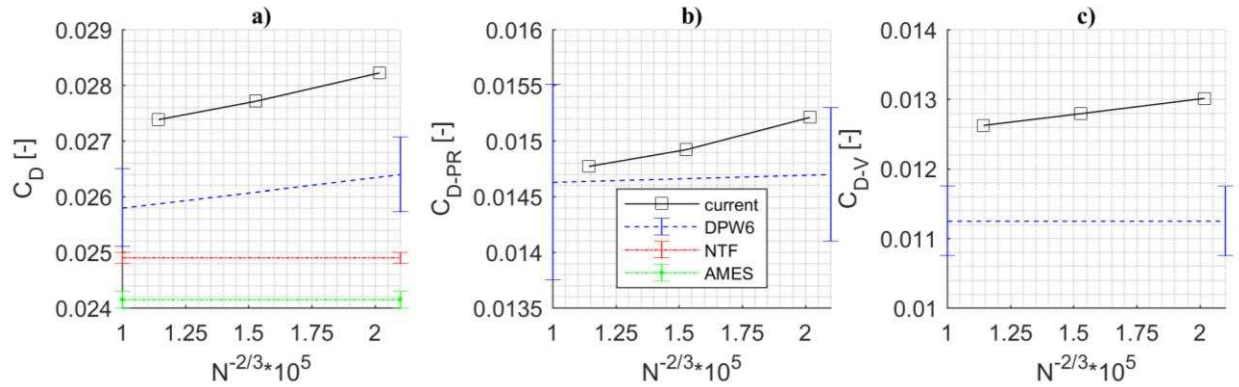 a)
0.029
0.028
0.027
0.026
0.025
0.024
C_D [-]
1 1.25 1.5 1.75 2
N^{-2/3}*10^5
b)
0.016
0.0155
0.015
0.0145
0.014
0.0135
C_{D-PR} [-]
current
DPW6
NTF
AMES
1 1.25 1.5 1.75 2
N^{-2/3}*10^5
c)
0.014
0.013
0.012
0.011
0.01
C_{D-V} [-]
1 1.25 1.5 1.75 2
N^{-2/3}*10^5